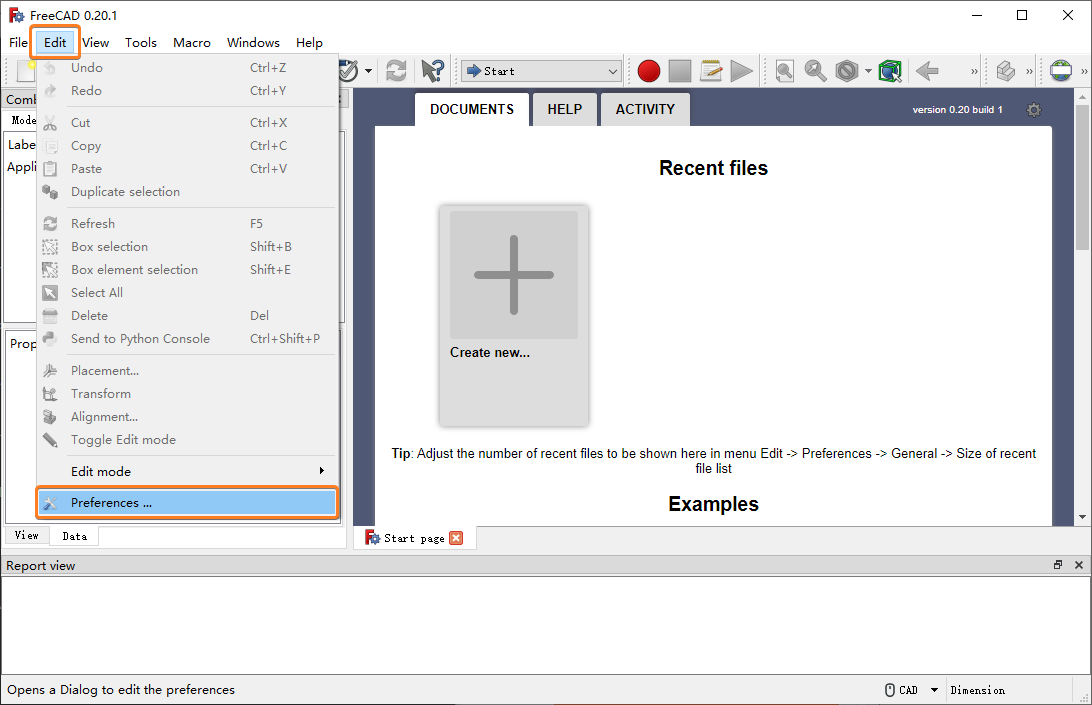 FreeCAD 0.20.1
File Edit View Tools Macro Windows Help
Start
Undo Ctrl+Z
Redo Ctrl+Y
Cut Ctrl+X
Copy Ctrl+C
Paste Ctrl+V
Duplicate selection
Refresh F5
Box selection Shift+B
Box element selection Shift+E
Select All
Delete Del
Send to Python Console Ctrl+Shift+P
Placement...
Transform
Alignment...
Toggle Edit mode
Edit mode
Preferences ...
Comb
Mode
Labe
Appli
Prop
View Data
DOCUMENTS HELP ACTIVITY
version 0.20 build 1
Recent files
Create new...
Tip: Adjust the number of recent files to be shown here in menu Edit -> Preferences -> General -> Size of recent
file list
Examples
Start page
Report view
Opens a Dialog to edit the preferences
CAD
Dimension